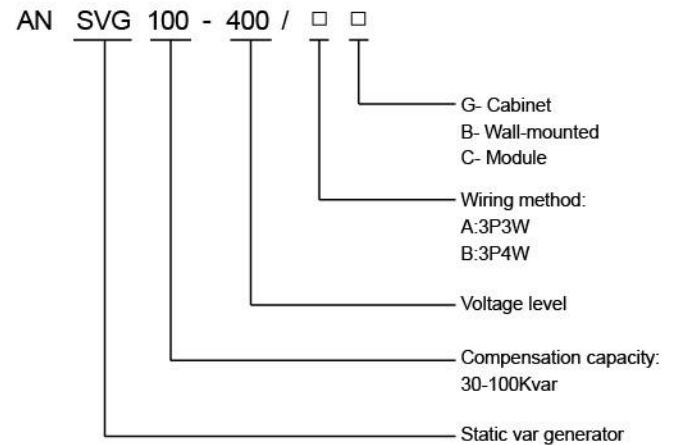 AN SVG 100 - 400 / □ □
G- Cabinet
B- Wall-mounted
C- Module
Wiring method:
A:3P3W
B:3P4W
Voltage level
Compensation capacity:
30-100Kvar
Static var generator